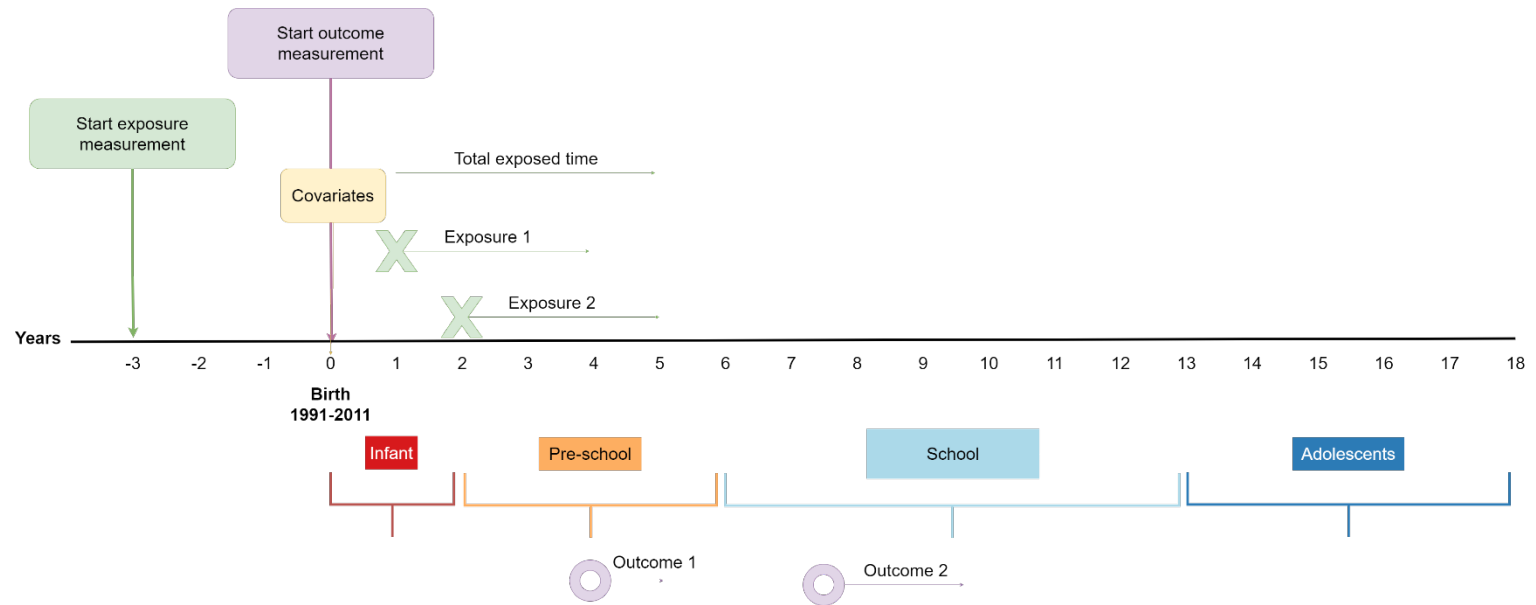 Start outcome
measurement
Start exposure
measurement
Total exposed time
Covariates
Exposure 1
Exposure 2
Years
-3 -2 -1 0 1 2 3 4 5 6 7 8 9 10 11 12 13 14 15 16 17 18
Birth
1991-2011
Infant Pre-school School Adolescents
Outcome 1
Outcome 2